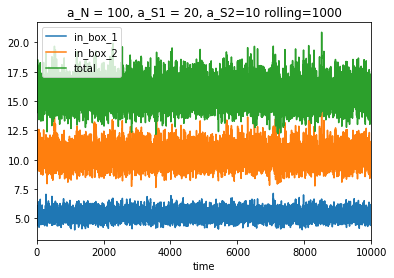 a_N = 100, a_S1 = 20, a_S2=10 rolling=1000
in_box_1
in_box_2
total
20.0
17.5
15.0
12.5
10.0
7.5
5.0
0 2000 4000 6000 8000 10000
time